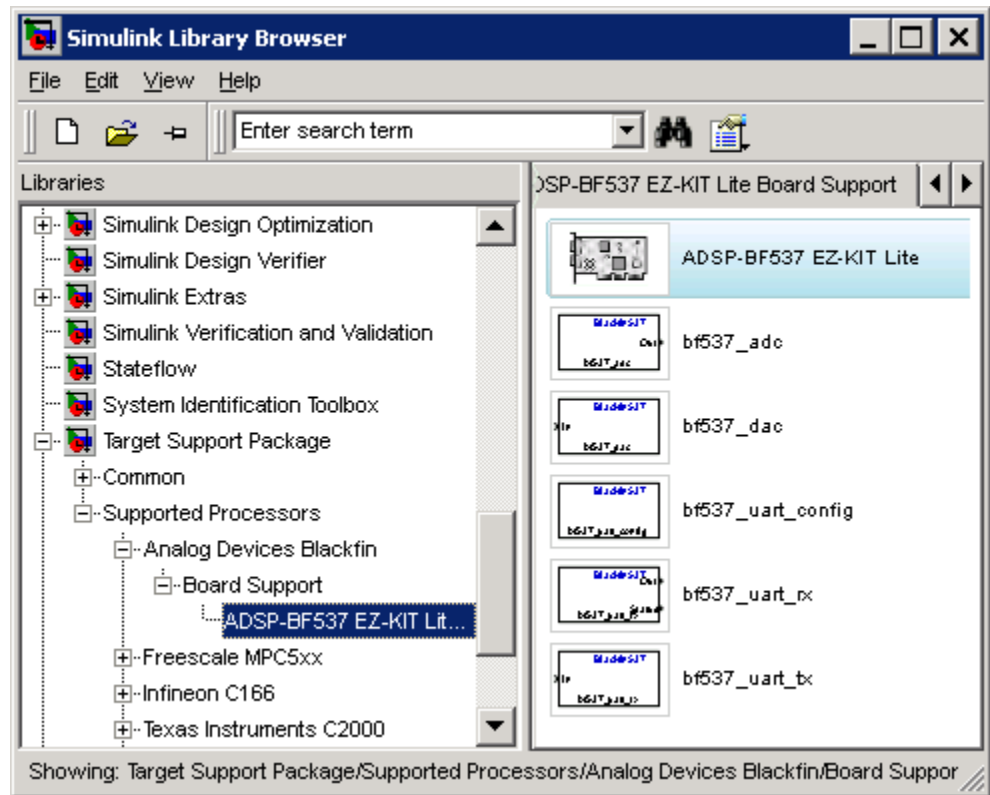 Simulink Library Browser
File Edit View Help
Enter search term
Libraries
Simulink Design Optimization
Simulink Design Verifier
Simulink Extras
Simulink Verification and Validation
Stateflow
System Identification Toolbox
Target Support Package
Common
Supported Processors
Analog Devices Blackfin
Board Support
ADSP-BF537 EZ-KIT Lit...
Freescale MPC5xx
Infineon C166
Texas Instruments C2000
DSP-BF537 EZ-KIT Lite Board Support
ADSP-BF537 EZ-KIT Lite
bf537_adc
bf537_dac
bf537_uart_config
bf537_uart_rx
bf537_uart_tx
Showing: Target Support Package/Supported Processors/Analog Devices Blackfin/Board Suppor